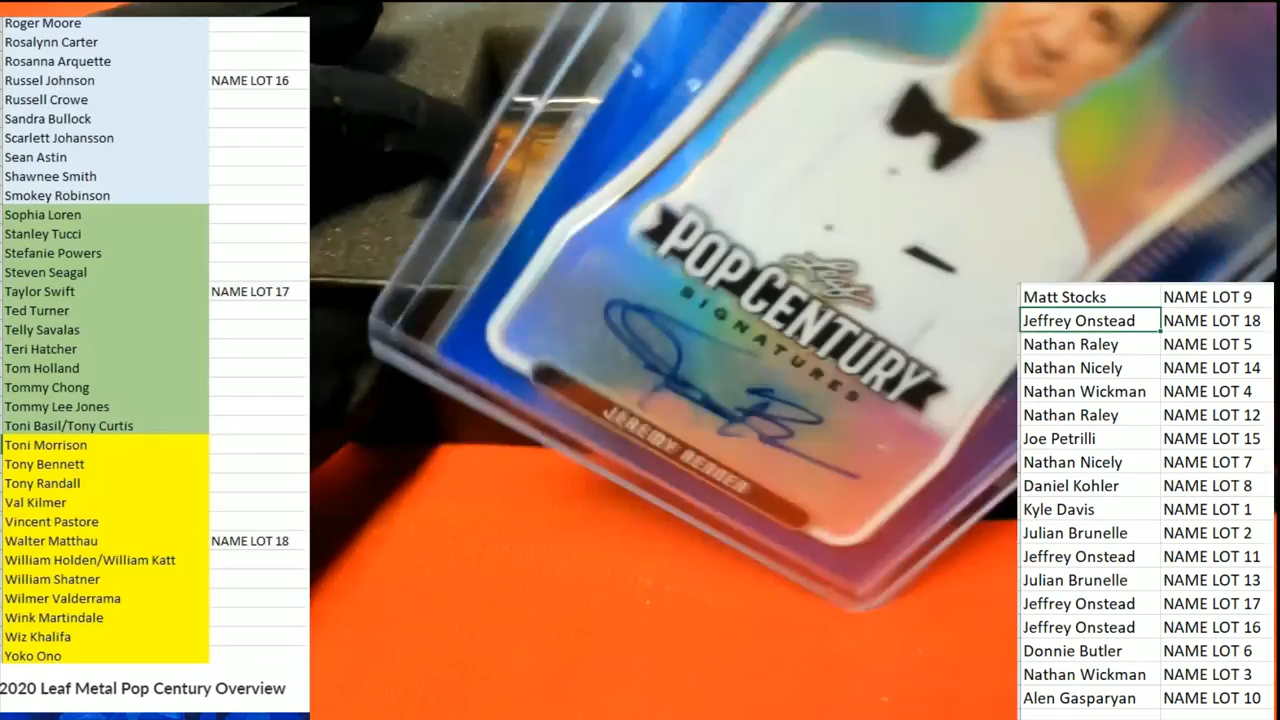 Roger Moore
Rosalynn Carter
Rosanna Arquette
Russel Johnson NAME LOT 16
Russell Crowe
Sandra Bullock
Scarlett Johansson
Sean Astin
Shawnee Smith
Smokey Robinson
Sophia Loren
Stanley Tucci
Stefanie Powers
Steven Seagal
Taylor Swift NAME LOT 17
Ted Turner
Telly Savalas
Teri Hatcher
Tom Holland
Tommy Chong
Tommy Lee Jones
Toni Basil/Tony Curtis
Toni Morrison
Tony Bennett
Tony Randall
Val Kilmer
Vincent Pastore
Walter Matthau NAME LOT 18
William Holden/William Katt
William Shatner
Wilmer Valderrama
Wink Martindale
Wiz Khalifa
Yoko Ono
2020 Leaf Metal Pop Century Overview
Leaf
POP CENTURY
SIGNATURES
JEREMY RENNER
Matt Stocks NAME LOT 9
Jeffrey Onstead NAME LOT 18
Nathan Raley NAME LOT 5
Nathan Nicely NAME LOT 14
Nathan Wickman NAME LOT 4
Nathan Raley NAME LOT 12
Joe Petrilli NAME LOT 15
Nathan Nicely NAME LOT 7
Daniel Kohler NAME LOT 8
Kyle Davis NAME LOT 1
Julian Brunelle NAME LOT 2
Jeffrey Onstead NAME LOT 11
Julian Brunelle NAME LOT 13
Jeffrey Onstead NAME LOT 17
Jeffrey Onstead NAME LOT 16
Donnie Butler NAME LOT 6
Nathan Wickman NAME LOT 3
Alen Gasparyan NAME LOT 10